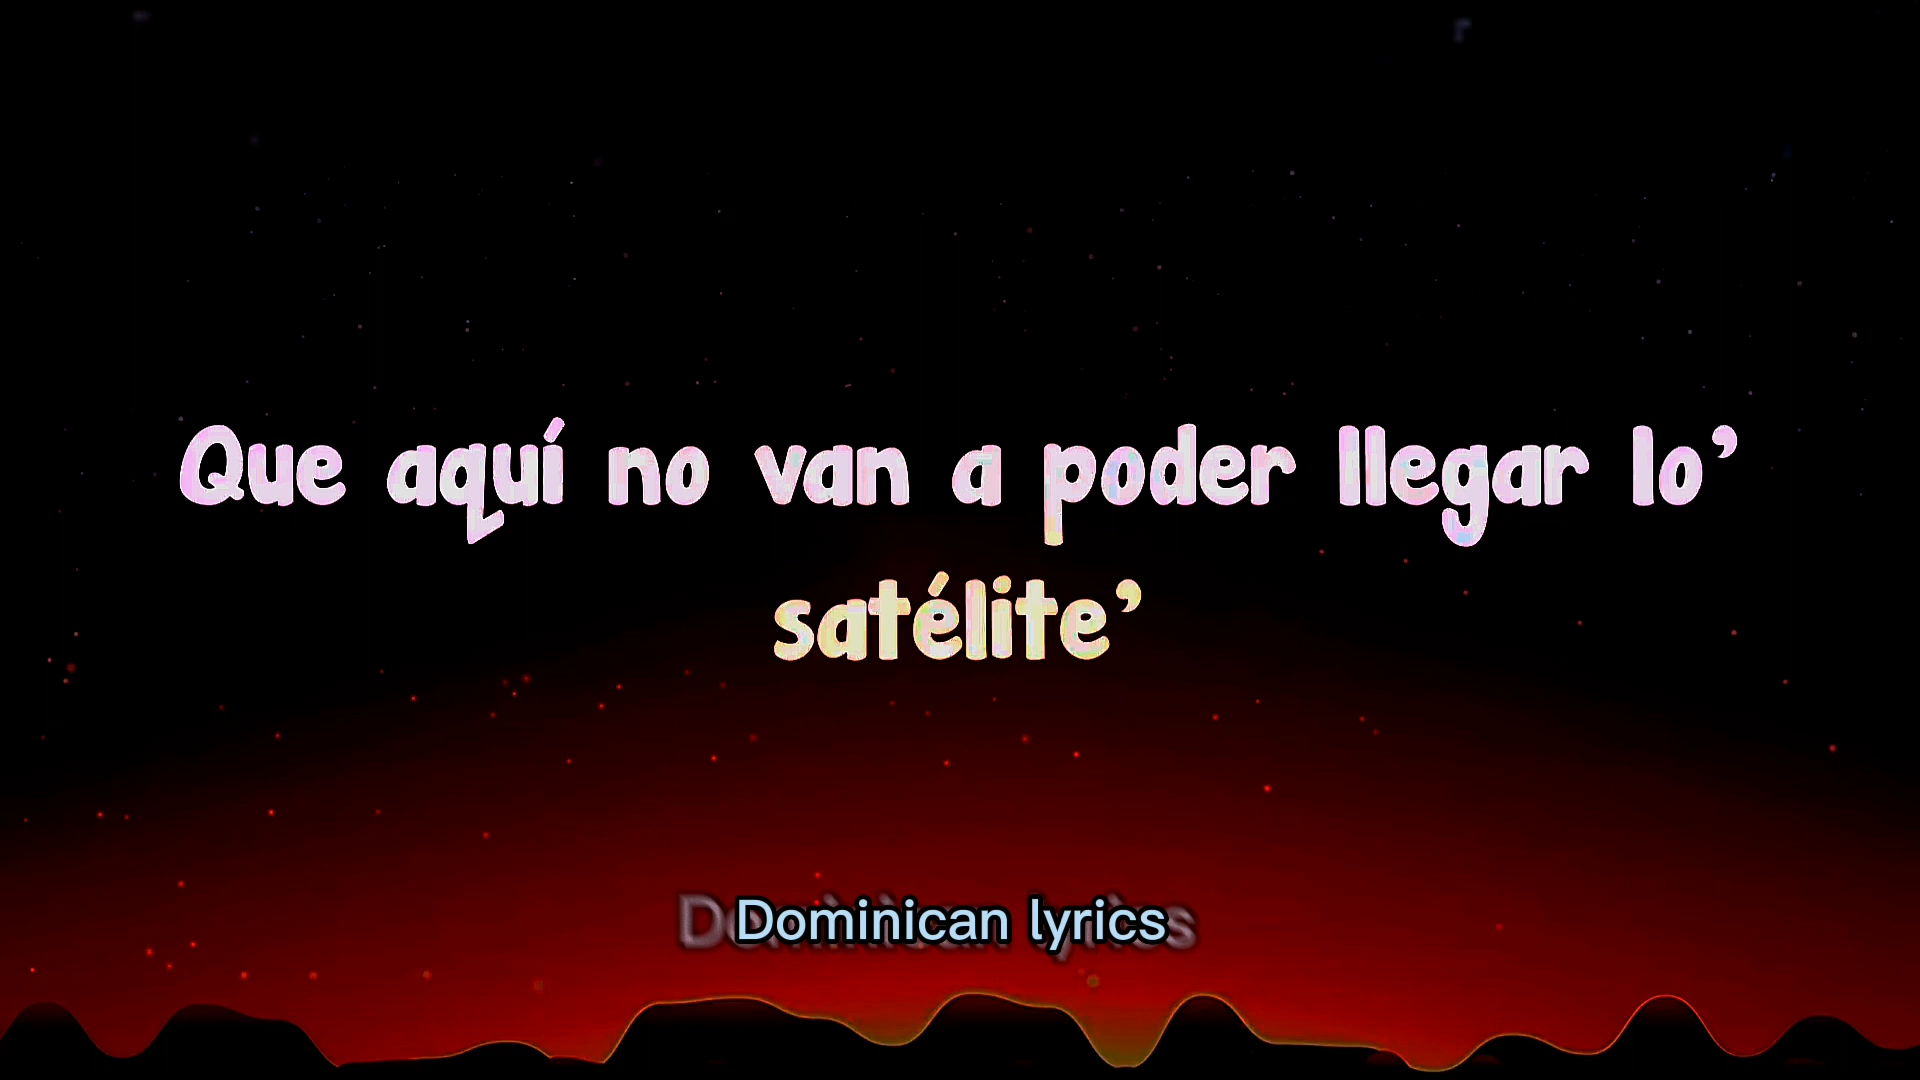 Que aquí no van a poder llegar lo’
satélite’
Dominican lyrics